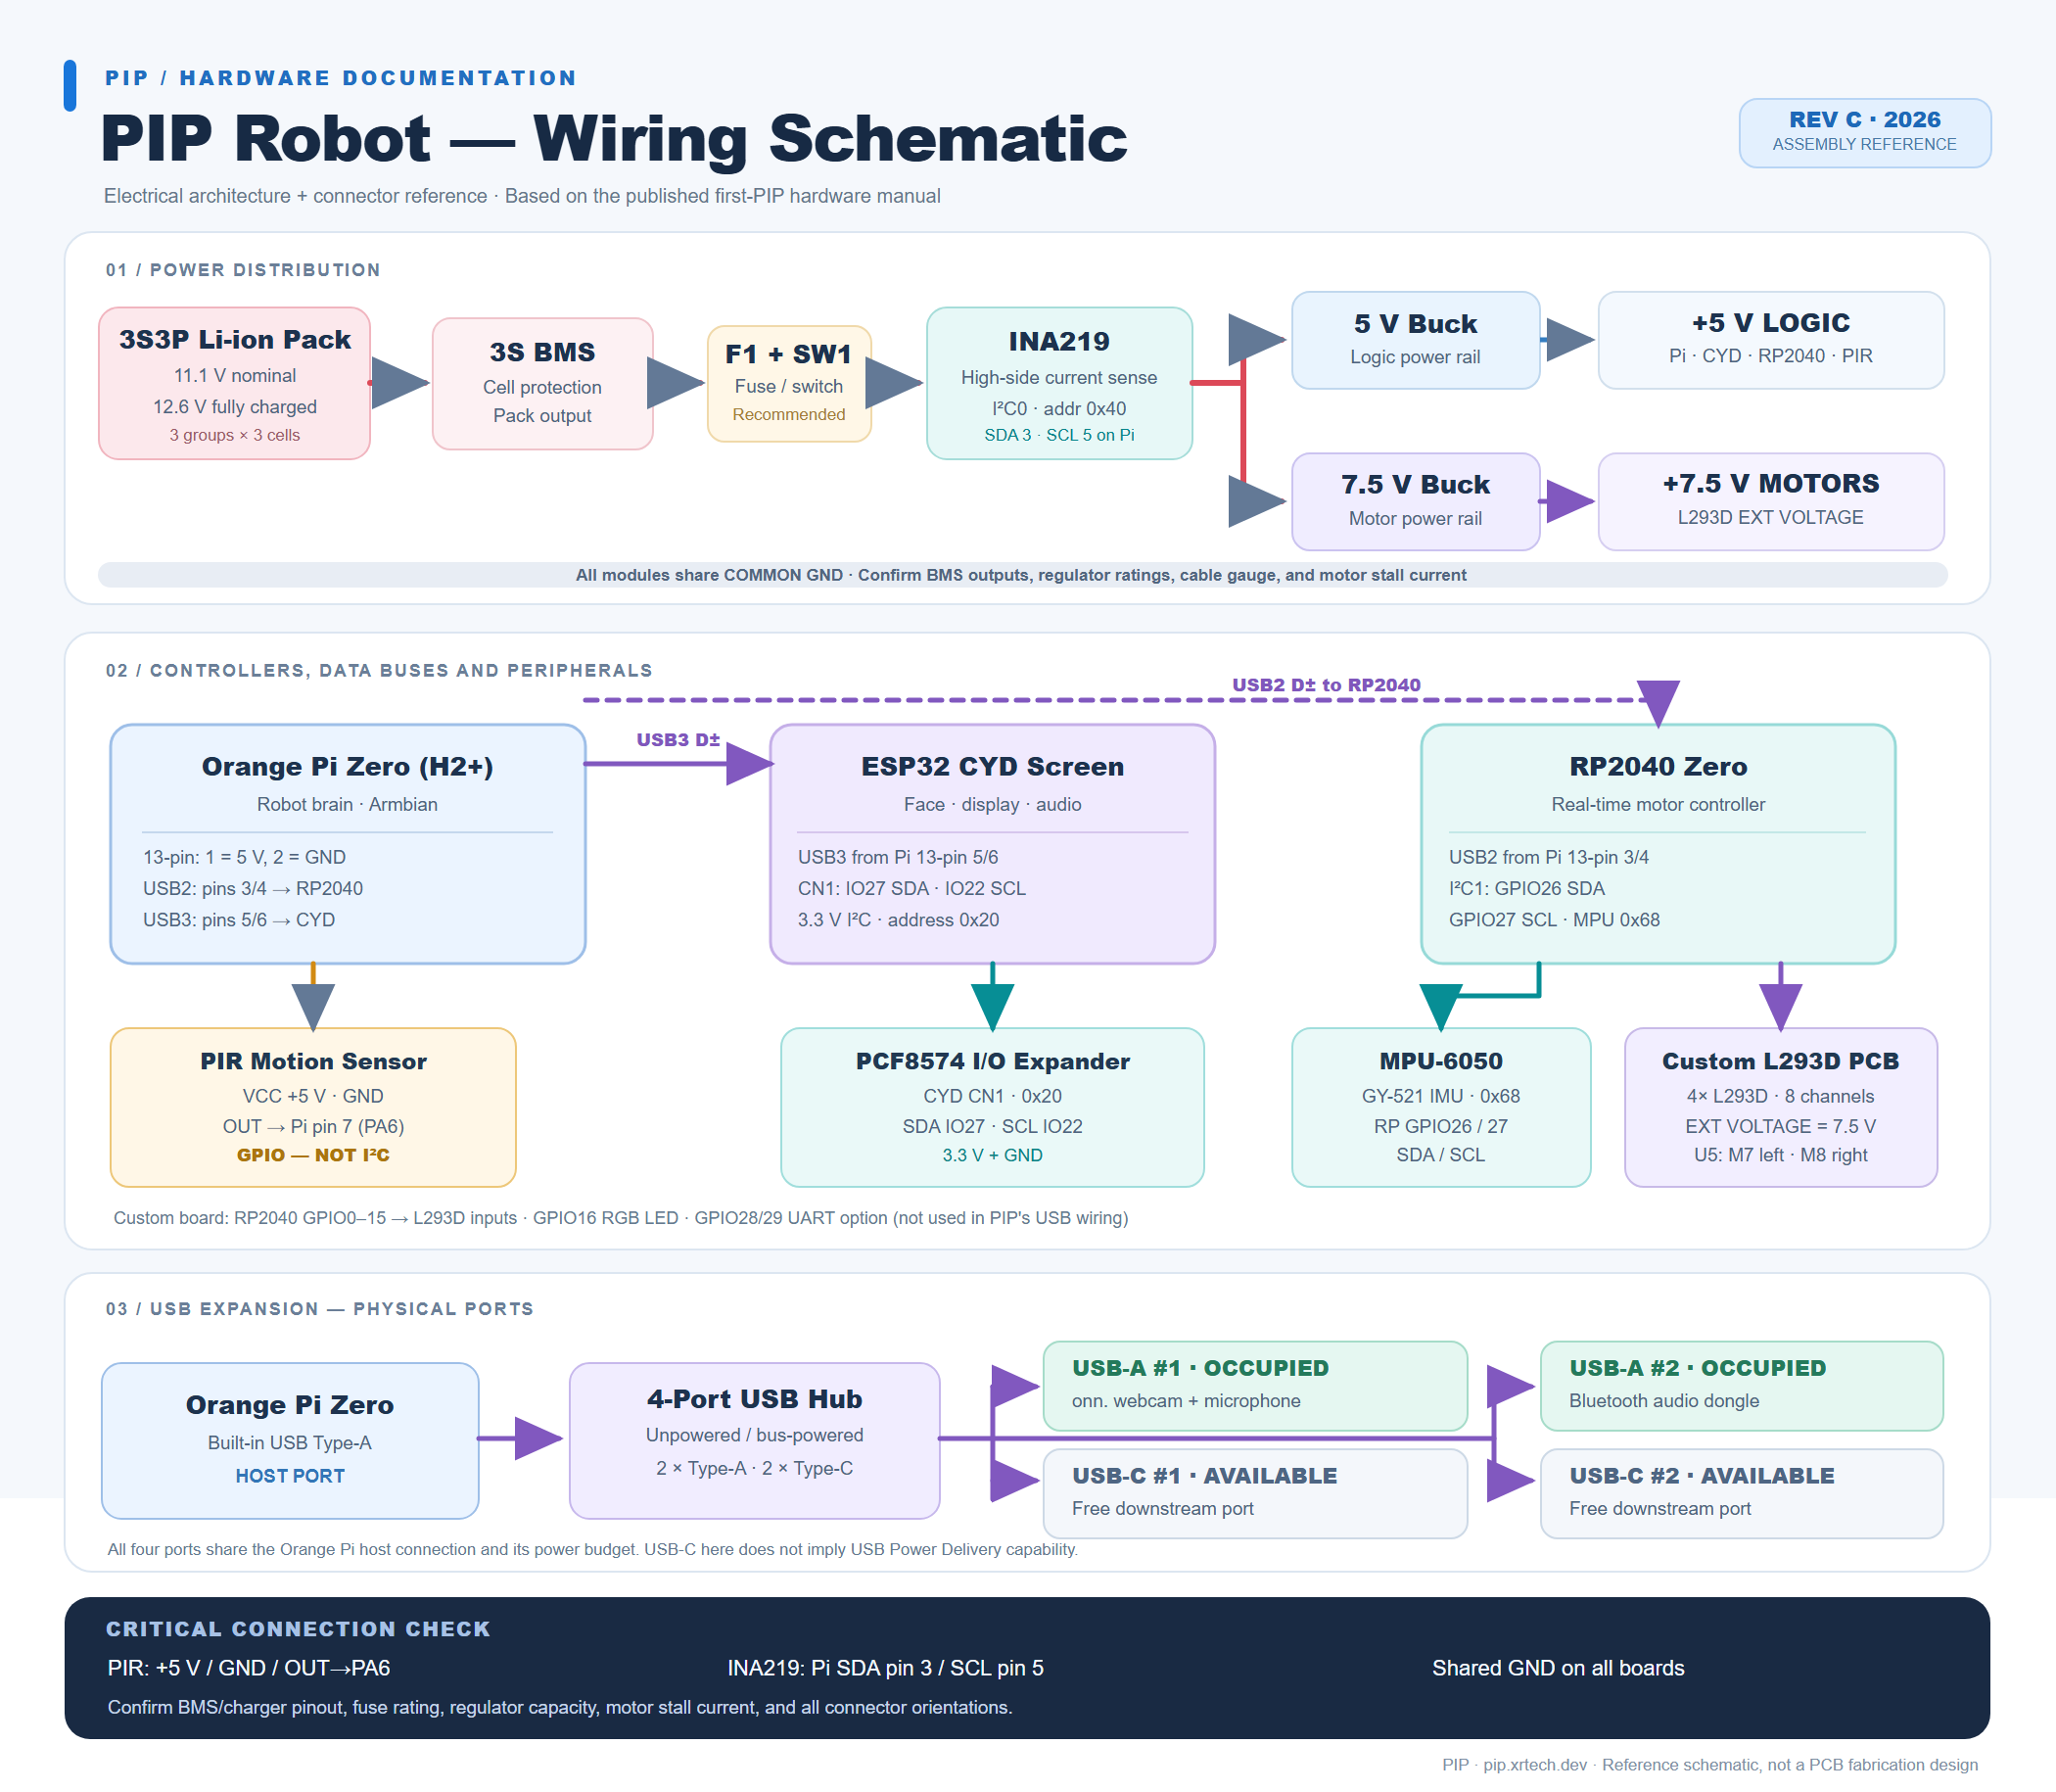 PIP / HARDWARE DOCUMENTATION
PIP Robot — Wiring Schematic
Electrical architecture + connector reference · Based on the published first-PIP hardware manual
REV C · 2026
ASSEMBLY REFERENCE
01 / POWER DISTRIBUTION
3S3P Li-ion Pack
11.1 V nominal
12.6 V fully charged
3 groups × 3 cells
3S BMS
Cell protection
Pack output
F1 + SW1
Fuse / switch
Recommended
INA219
High-side current sense
I²C0 · addr 0x40
SDA 3 · SCL 5 on Pi
5 V Buck
Logic power rail
+5 V LOGIC
Pi · CYD · RP2040 · PIR
7.5 V Buck
Motor power rail
+7.5 V MOTORS
L293D EXT VOLTAGE
All modules share COMMON GND · Confirm BMS outputs, regulator ratings, cable gauge, and motor stall current
02 / CONTROLLERS, DATA BUSES AND PERIPHERALS
USB2 D± to RP2040
USB3 D±
Orange Pi Zero (H2+)
Robot brain · Armbian
13-pin: 1 = 5 V, 2 = GND
USB2: pins 3/4 → RP2040
USB3: pins 5/6 → CYD
ESP32 CYD Screen
Face · display · audio
USB3 from Pi 13-pin 5/6
CN1: IO27 SDA · IO22 SCL
3.3 V I²C · address 0x20
RP2040 Zero
Real-time motor controller
USB2 from Pi 13-pin 3/4
I²C1: GPIO26 SDA
GPIO27 SCL · MPU 0x68
PIR Motion Sensor
VCC +5 V · GND
OUT → Pi pin 7 (PA6)
GPIO — NOT I²C
PCF8574 I/O Expander
CYD CN1 · 0x20
SDA IO27 · SCL IO22
3.3 V + GND
MPU-6050
GY-521 IMU · 0x68
RP GPIO26 / 27
SDA / SCL
Custom L293D PCB
4× L293D · 8 channels
EXT VOLTAGE = 7.5 V
U5: M7 left · M8 right
Custom board: RP2040 GPIO0–15 → L293D inputs · GPIO16 RGB LED · GPIO28/29 UART option (not used in PIP's USB wiring)
03 / USB EXPANSION — PHYSICAL PORTS
Orange Pi Zero
Built-in USB Type-A
HOST PORT
4-Port USB Hub
Unpowered / bus-powered
2 × Type-A · 2 × Type-C
USB-A #1 · OCCUPIED
onn. webcam + microphone
USB-A #2 · OCCUPIED
Bluetooth audio dongle
USB-C #1 · AVAILABLE
Free downstream port
USB-C #2 · AVAILABLE
Free downstream port
All four ports share the Orange Pi host connection and its power budget. USB-C here does not imply USB Power Delivery capability.
CRITICAL CONNECTION CHECK
PIR: +5 V / GND / OUT→PA6
INA219: Pi SDA pin 3 / SCL pin 5
Shared GND on all boards
Confirm BMS/charger pinout, fuse rating, regulator capacity, motor stall current, and all connector orientations.
PIP · pip.xrtech.dev · Reference schematic, not a PCB fabrication design